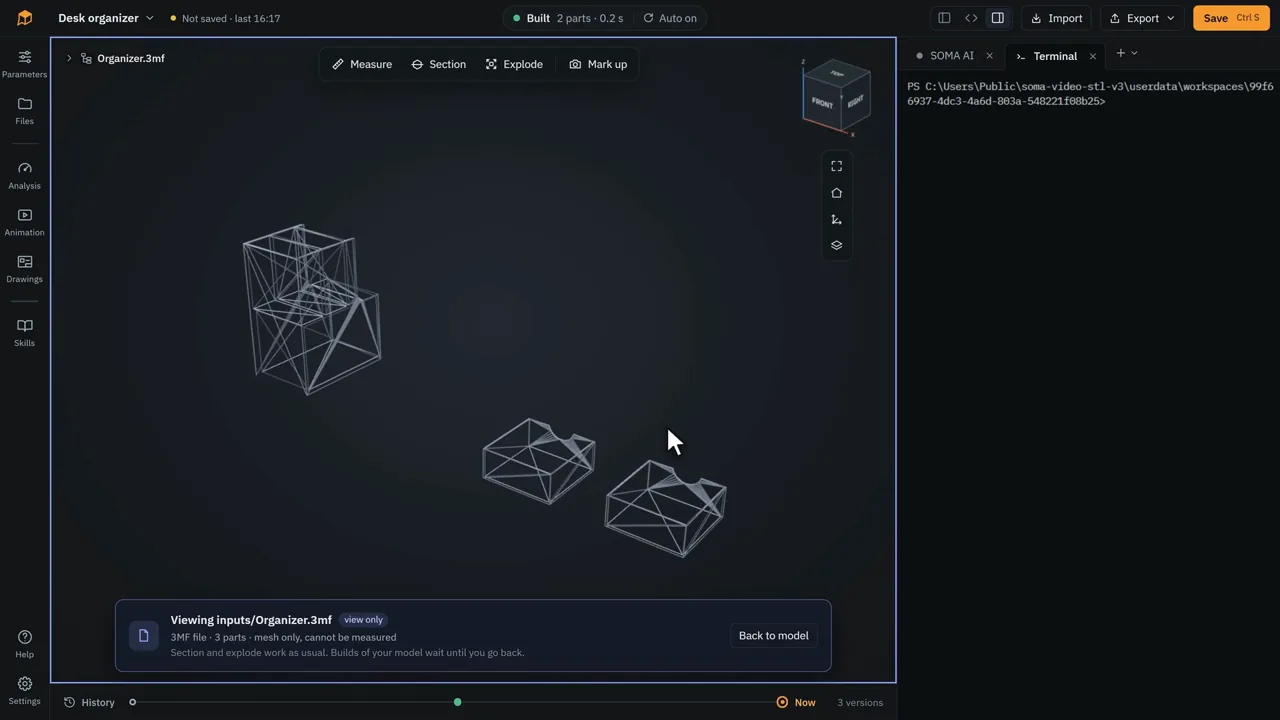 Desk organizer
Not saved · last 16:17
Built 2 parts · 0.2 s
Auto on
Import
Export
Save Ctrl S
Parameters
Files
Analysis
Animation
Drawings
Skills
Help
Settings
Organizer.3mf
Measure
Section
Explode
Mark up
z
TOP
FRONT
RIGHT
x
Viewing inputs/Organizer.3mf view only
3MF file · 3 parts · mesh only, cannot be measured
Section and explode work as usual. Builds of your model wait until you go back.
Back to model
History
Now
3 versions
SOMA AI
Terminal
PS C:\Users\Public\soma-video-stl-v3\userdata\workspaces\99f6
6937-4dc3-4a6d-803a-548221f08b25>